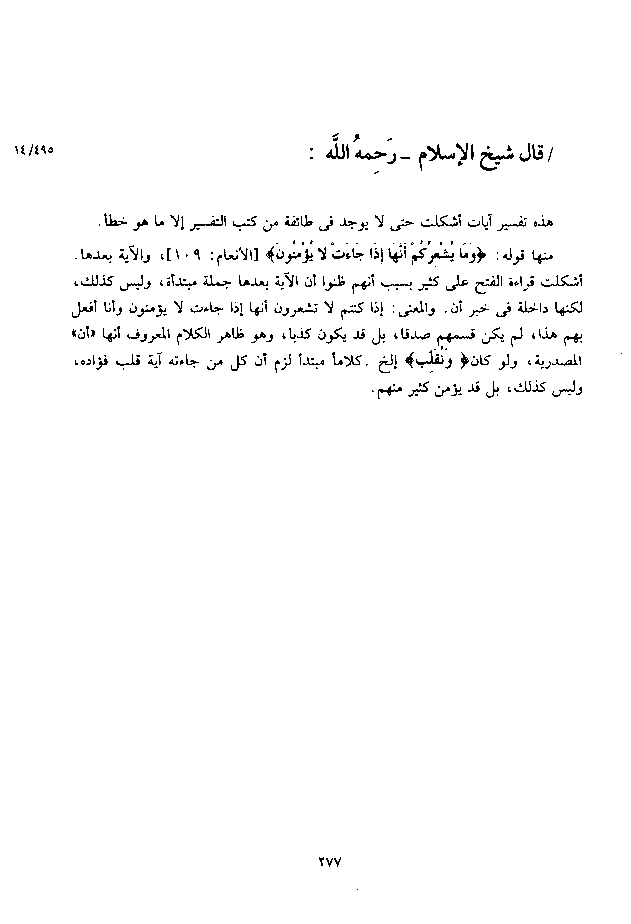 / قال شيخ الإسلام ــ رَحِمهُ اللَّه :
١٤/٤٩٥
هذه تفسير آيات أشكلت حتى لا يوجد فى طائفة من كتب التفسير إلا ما هو خطأ.
منها قوله: ﴿وَمَا يُشْعِرُكُمْ أَنَّهَا إِذَا جَاءَتْ لا يُؤْمِنُونَ﴾ [الأنعام: ١٠٩]، والآية بعدها.
أشكلت قراءة الفتح على كثير بسبب أنهم ظنوا أن الآية بعدها جملة مبتدأة، وليس كذلك،
لكنها داخلة فى خبر أن. والمعنى: إذا كنتم لا تشعرون أنها إذا جاءت لا يؤمنون وأنا أفعل
بهم هذا، لم يكن قسمهم صدقا، بل قد يكون كذبا، وهو ظاهر الكلام المعروف أنها «أن»
المصدرية، ولو كان﴿ وَنُقَلِّب﴾ إلخ .كلاماً مبتدأ لزم أن كل من جاءته آية قلب فؤاده،
وليس كذلك، بل قد يؤمن كثير منهم.
٢٧٧